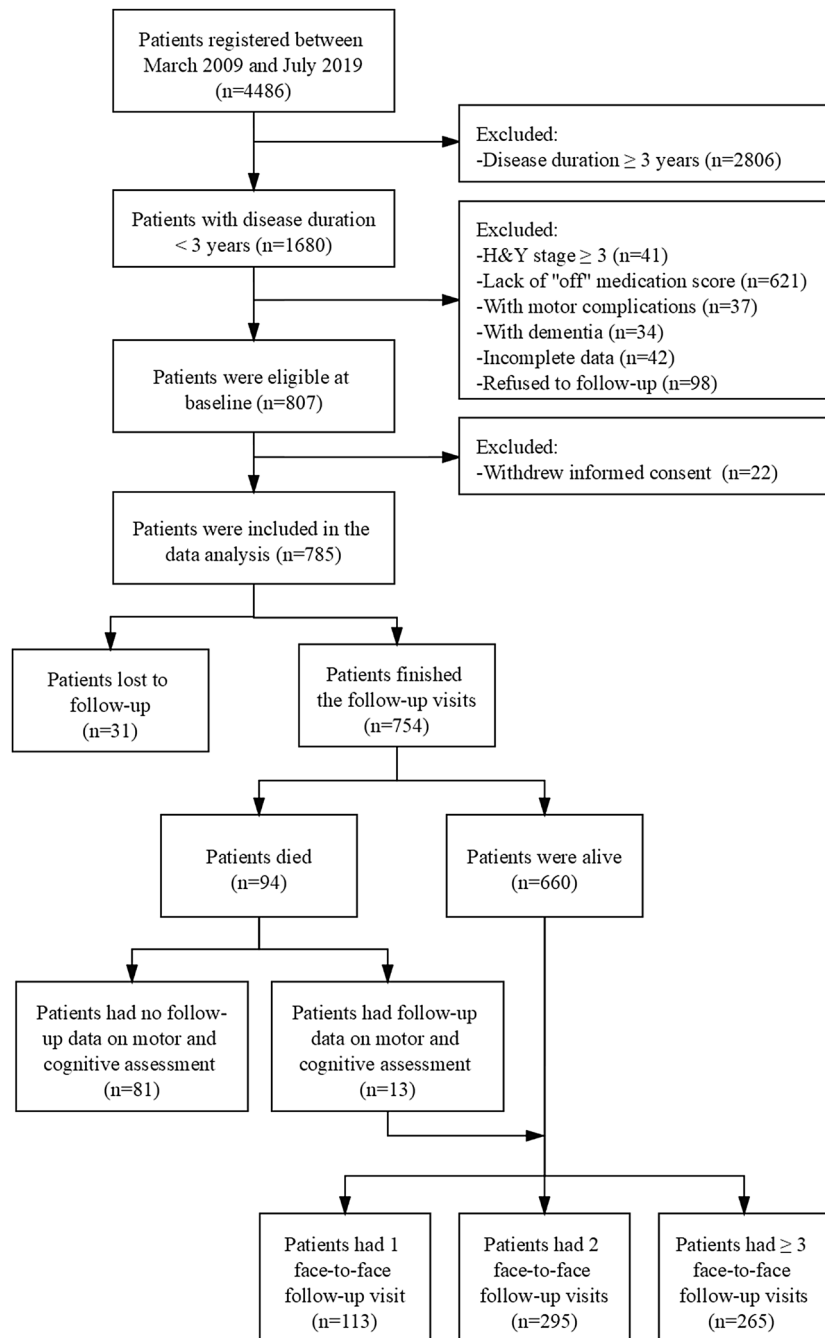 Patients registered between
March 2009 and July 2019
(n=4486)
Excluded:
-Disease duration ≥ 3 years (n=2806)
Patients with disease duration
< 3 years (n=1680)
Excluded:
-H&Y stage ≥ 3 (n=41)
-Lack of "off" medication score (n=621)
-With motor complications (n=37)
-With dementia (n=34)
-Incomplete data (n=42)
-Refused to follow-up (n=98)
Patients were eligible at
baseline (n=807)
Excluded:
-Withdrew informed consent (n=22)
Patients were included in the
data analysis (n=785)
Patients lost to
follow-up
(n=31)
Patients finished
the follow-up visits
(n=754)
Patients died
(n=94)
Patients were alive
(n=660)
Patients had no follow-
up data on motor and
cognitive assessment
(n=81)
Patients had follow-up
data on motor and
cognitive assessment
(n=13)
Patients had 1
face-to-face
follow-up visit
(n=113)
Patients had 2
face-to-face
follow-up visits
(n=295)
Patients had ≥ 3
face-to-face
follow-up visits
(n=265)